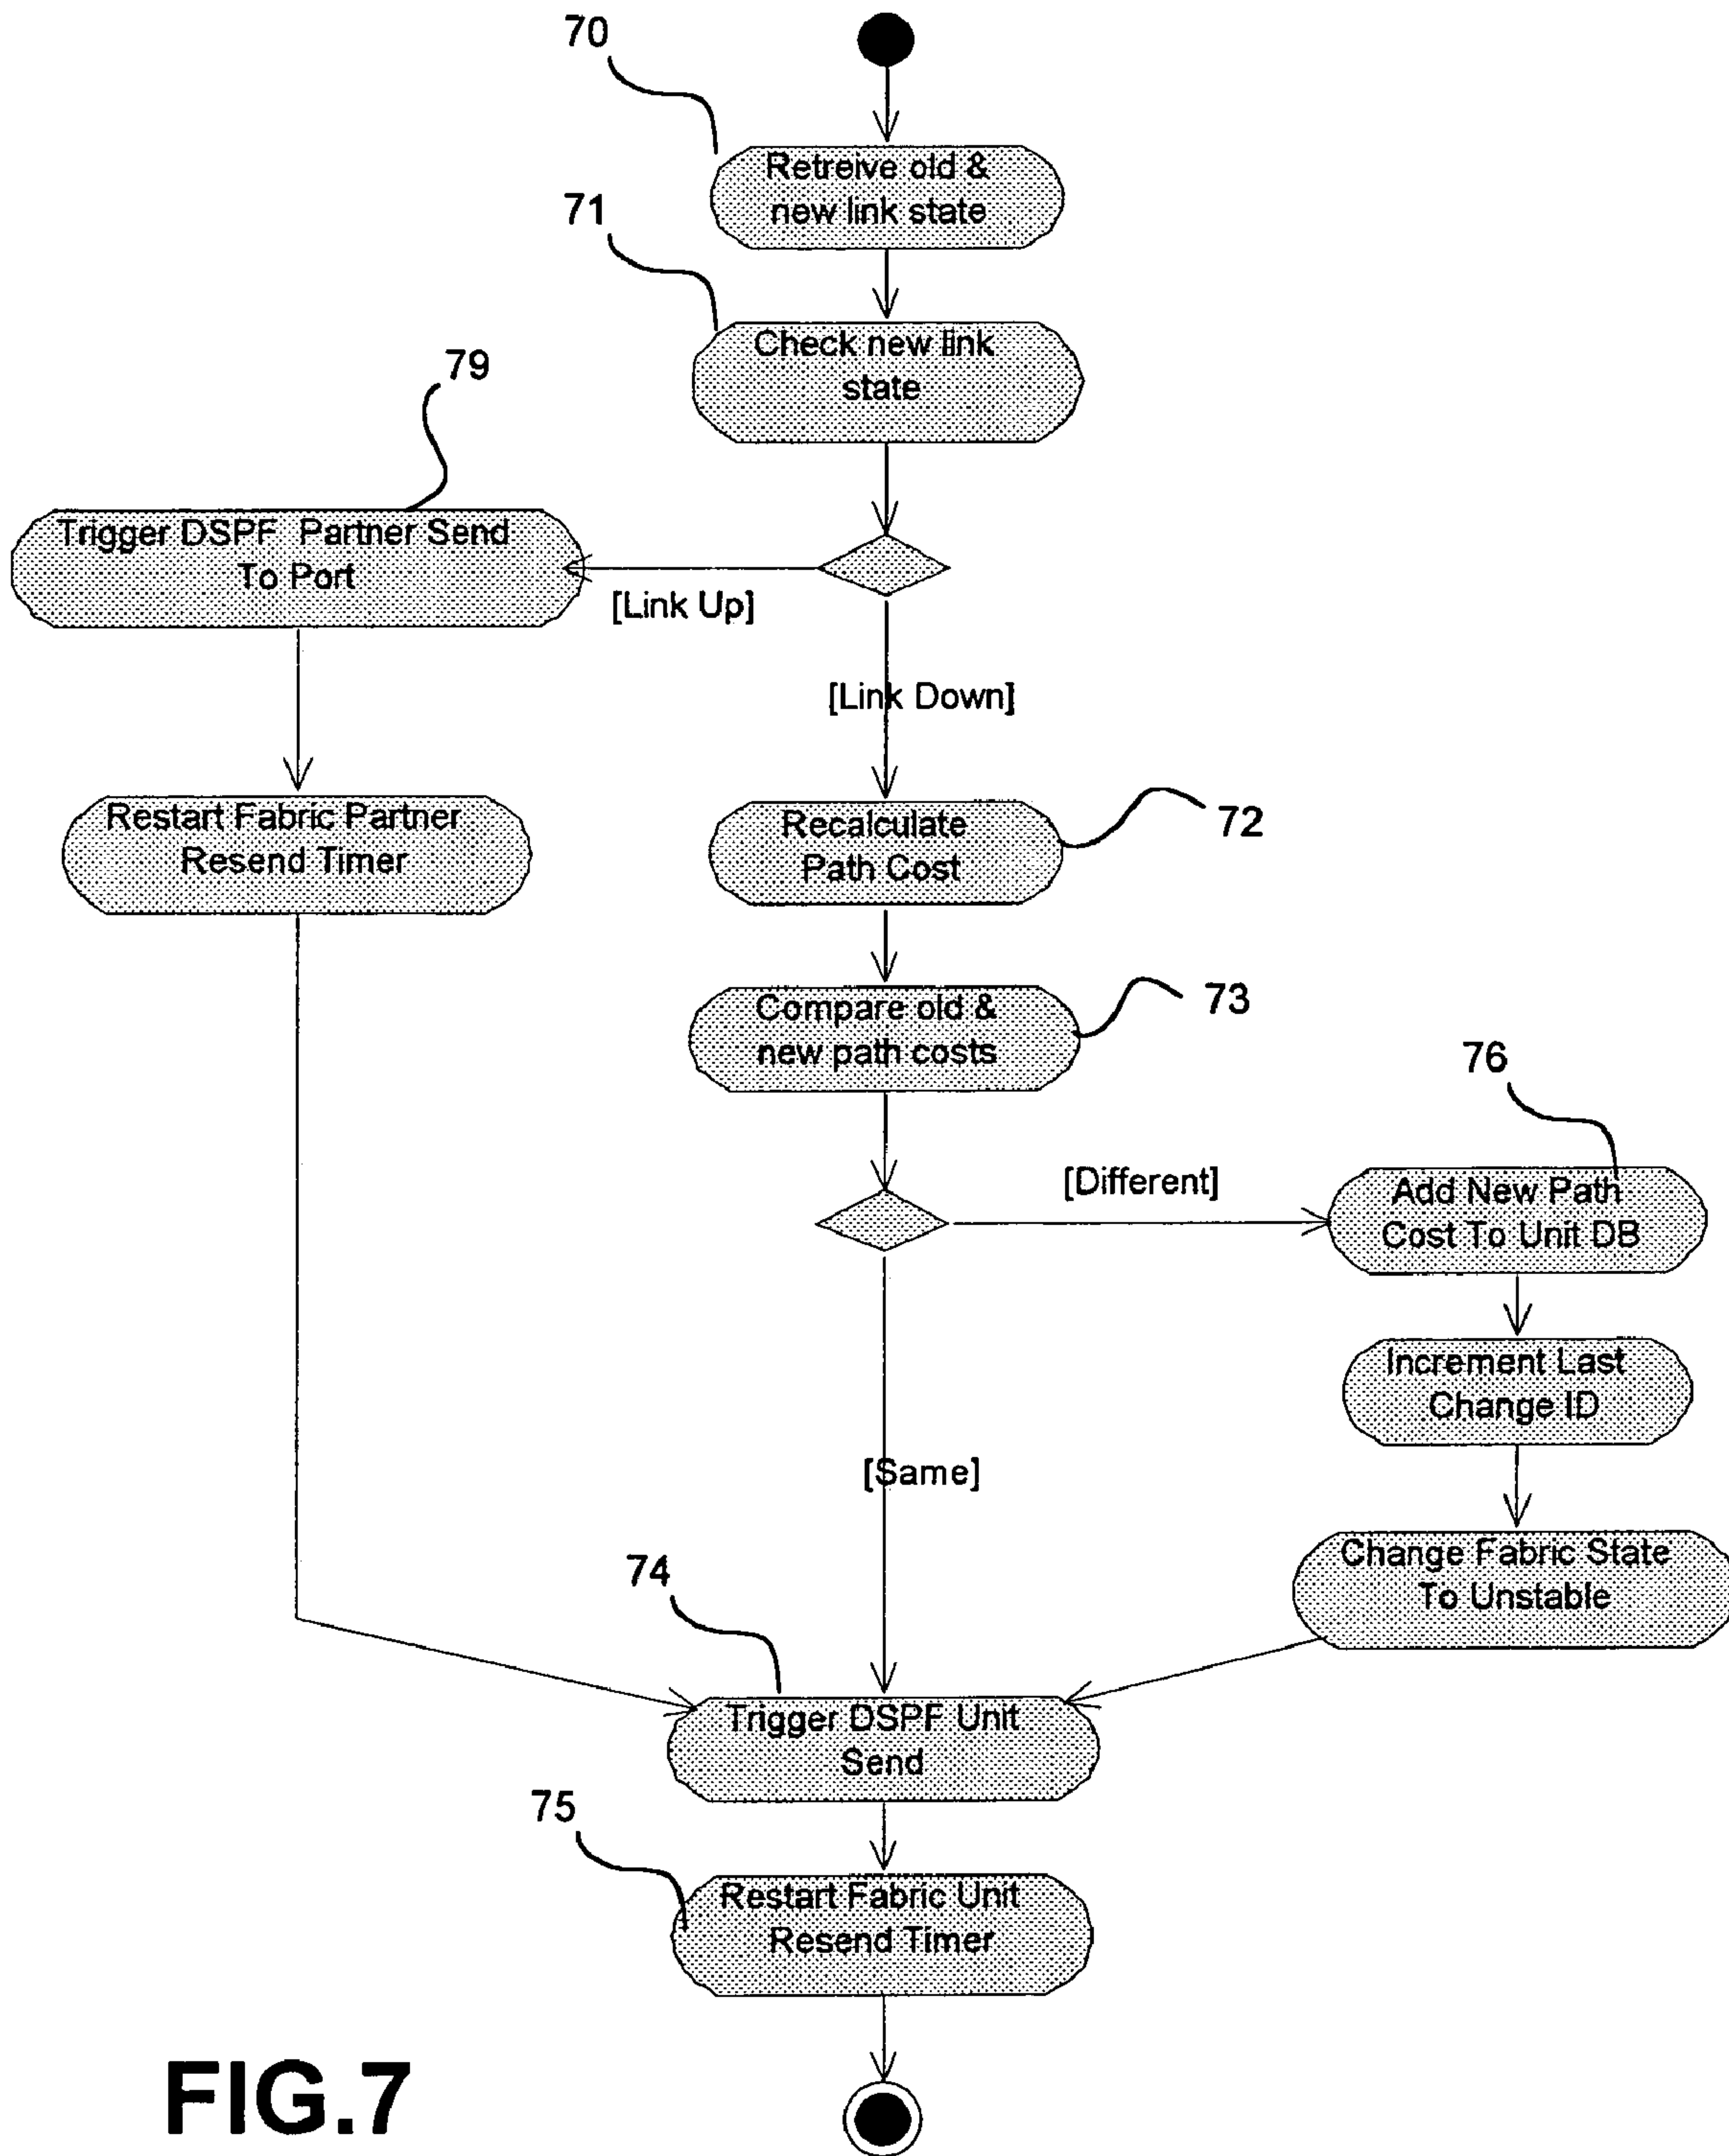 70
Retreive old &
new link state
71
Check new link
state
79
Trigger DSPF Partner Send
To Port
[Link Up]
[Link Down]
Restart Fabric Partner
Resend Timer
Recalculate
Path Cost
72
Compare old &
new path costs
73
76
[Different]
Add New Path
Cost To Unit DB
Increment Last
Change ID
[Same]
Change Fabric State
To Unstable
74
Trigger DSPF Unit
Send
75
Restart Fabric Unit
Resend Timer
FIG.7